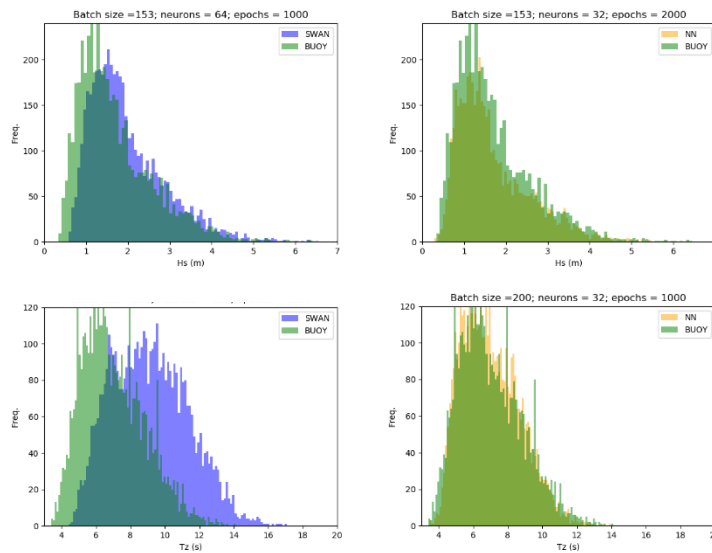 Batch size =153; neurons = 64; epochs = 1000
SWAN
BUOY
200
150
100
50
0
Freq.
0 1 2 3 4 5 6 7
Hs (m)
Batch size =153; neurons = 32; epochs = 2000
NN
BUOY
200
150
100
50
0
Freq.
0 1 2 3 4 5 6 7
Hs (m)
SWAN
BUOY
120
100
80
60
40
20
0
Freq.
4 6 8 10 12 14 16 18 20
Tz (s)
Batch size =200; neurons = 32; epochs = 1000
NN
BUOY
120
100
80
60
40
20
0
Freq.
4 6 8 10 12 14 16 18 20
Tz (s)